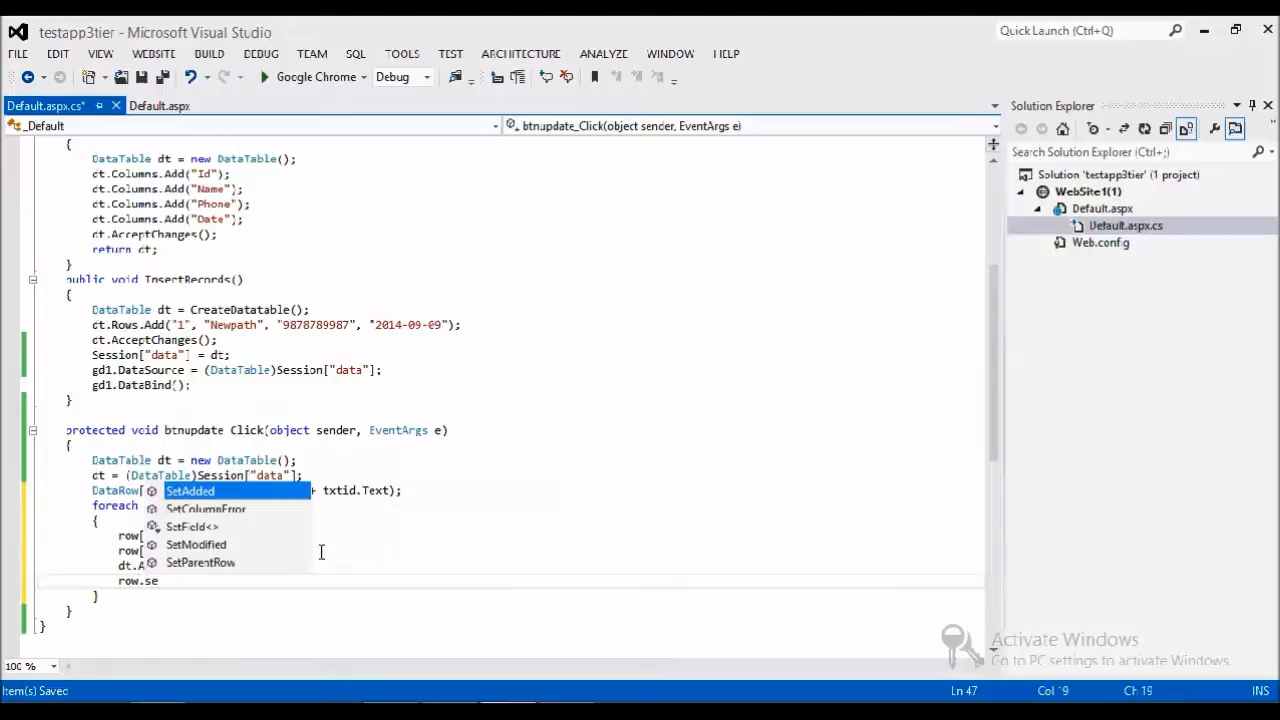 testapp3tier - Microsoft Visual Studio
Quick Launch (Ctrl+Q)
FILE EDIT VIEW WEBSITE BUILD DEBUG TEAM SQL TOOLS TEST ARCHITECTURE ANALYZE WINDOW HELP
Google Chrome Debug
Default.aspx.cs* Default.aspx
_Default
btnupdate_Click(object sender, EventArgs e)
{
DataTable dt = new DataTable();
dt.Columns.Add("Id");
dt.Columns.Add("Name");
dt.Columns.Add("Phone");
dt.Columns.Add("Date");
dt.AcceptChanges();
return dt;
}
public void InsertRecords()
{
DataTable dt = CreateDatatable();
dt.Rows.Add("1", "Newpath", "9878789987", "2014-09-09");
dt.AcceptChanges();
Session["data"] = dt;
gd1.DataSource = (DataTable)Session["data"];
gd1.DataBind();
}
protected void btnupdate_Click(object sender, EventArgs e)
{
DataTable dt = new DataTable();
dt = (DataTable)Session["data"];
DataRow[ + txtid.Text);
foreach
{
row[
row[
dt.A
row.se
}
}
}
SetAdded
SetColumnError
SetField<>
SetModified
SetParentRow
Solution Explorer
Search Solution Explorer (Ctrl+;)
Solution 'testapp3tier' (1 project)
WebSite1(1)
Default.aspx
Default.aspx.cs
Web.config
Activate Windows
Go to PC settings to activate Windows.
100 %
Item(s) Saved
Ln 47 Col 19 Ch 19 INS